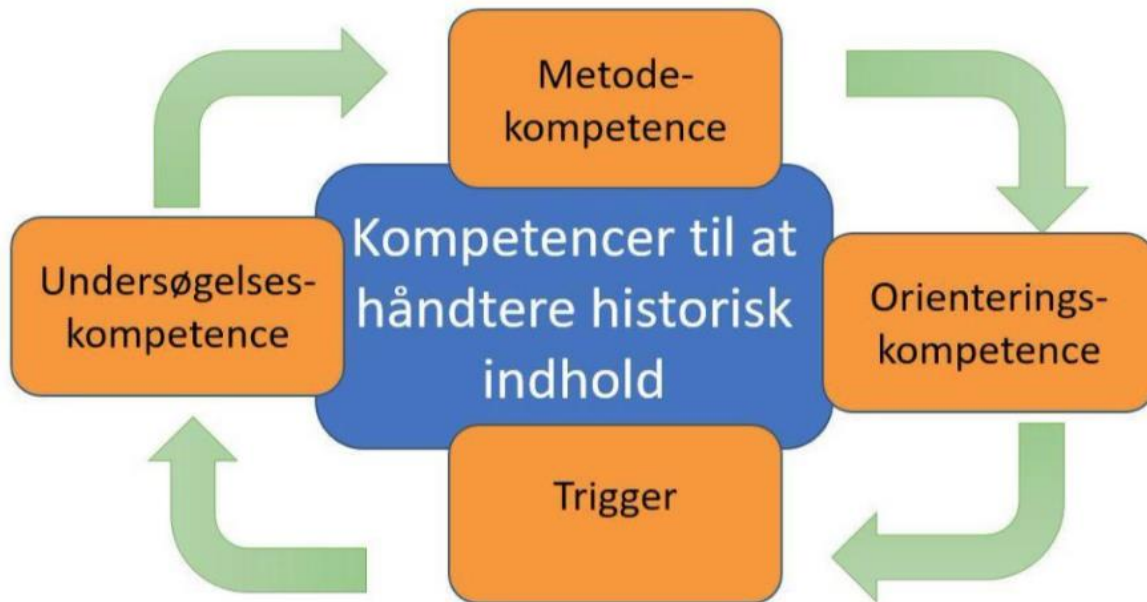 Metode-
kompetence
Kompetencer til at
håndtere historisk
indhold
Undersøgelses-
kompetence
Orienterings-
kompetence
Trigger